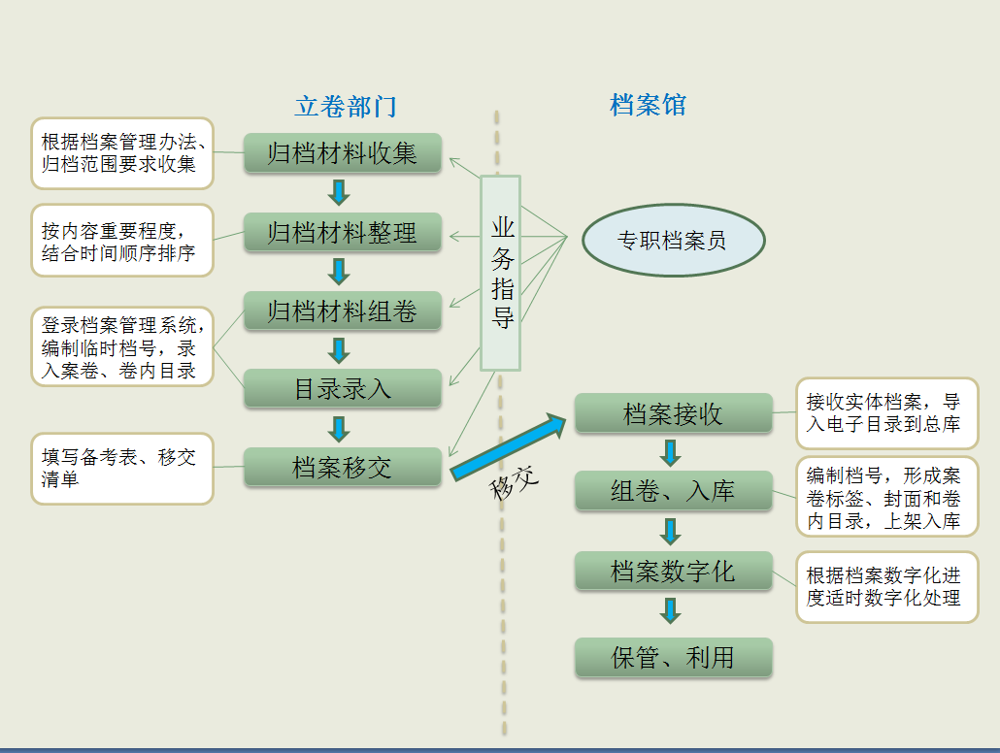 立卷部门
档案馆
根据档案管理办法、
归档范围要求收集
归档材料收集
按内容重要程度，
结合时间顺序排序
归档材料整理
登录档案管理系统，
编制临时档号，录
入案卷、卷内目录
归档材料组卷
目录录入
填写备考表、移交
清单
档案移交
业
务
指
导
专职档案员
移交
档案接收
接收实体档案，导
入电子目录到总库
组卷、入库
编制档号，形成案
卷标签、封面和卷
内目录，上架入库
档案数字化
根据档案数字化进
度适时数字化处理
保管、利用